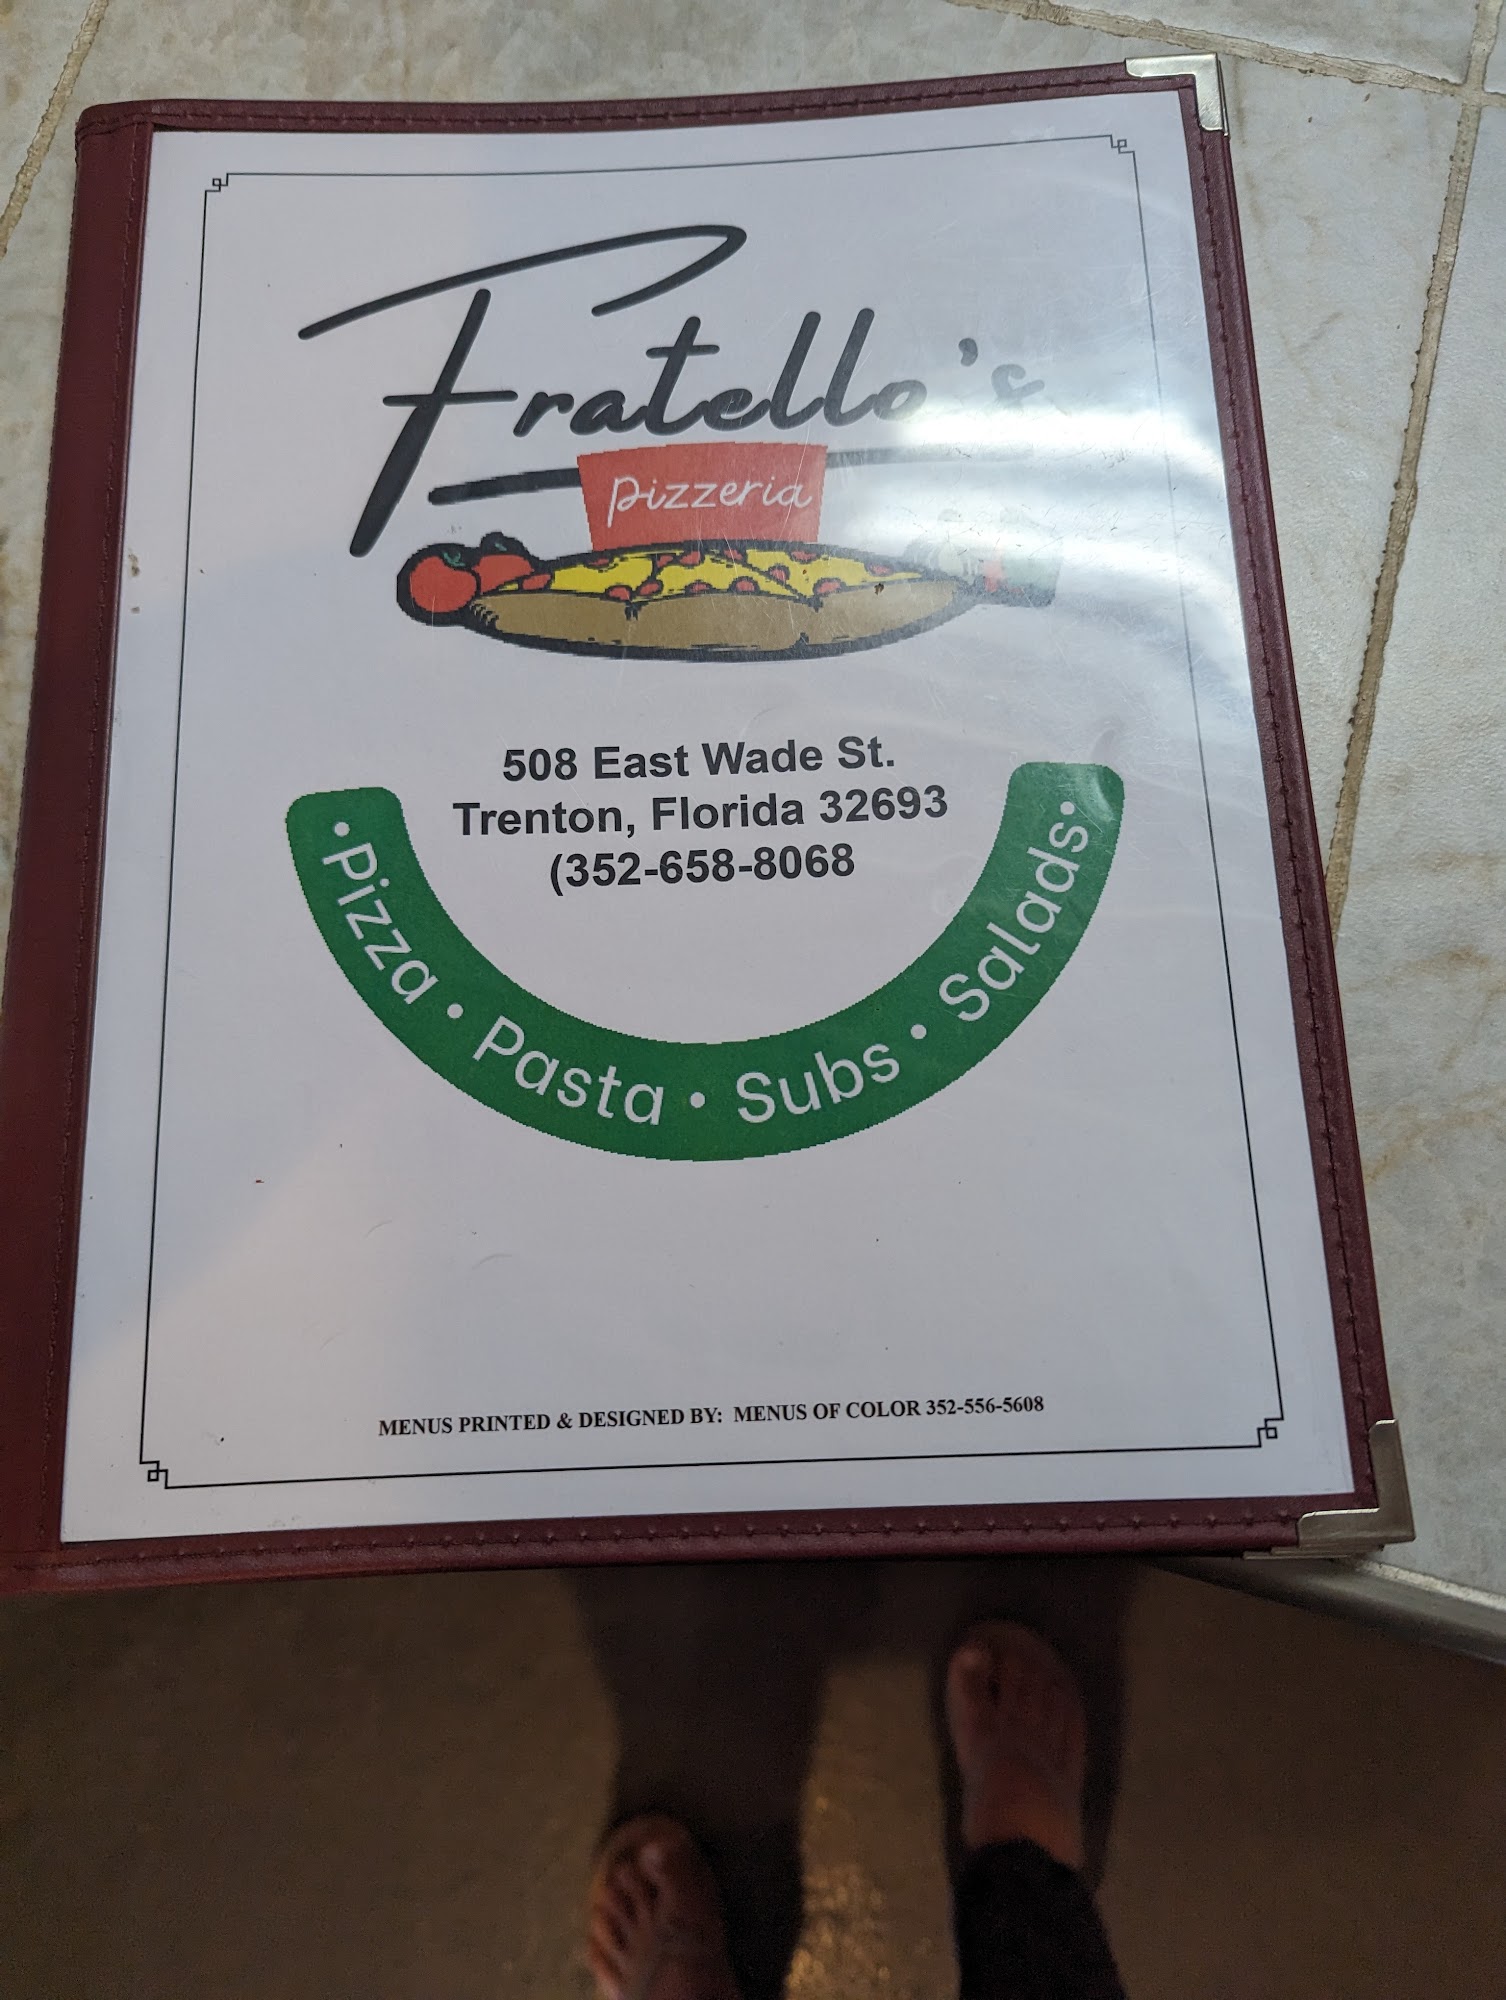 Fratello's
pizzeria
508 East Wade St.
Trenton, Florida 32693
(352-658-8068
•Pizza • Pasta • Subs • Salads•
MENUS PRINTED & DESIGNED BY: MENUS OF COLOR 352-556-5608